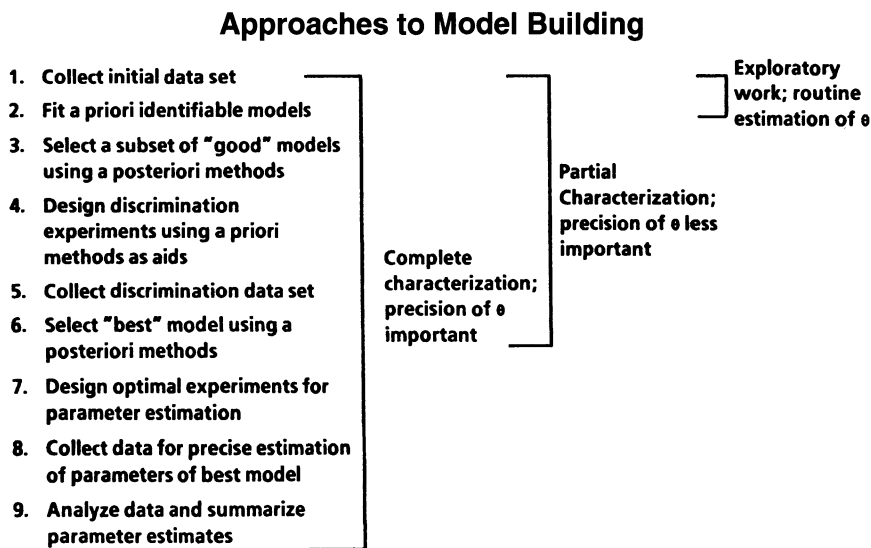 Approaches to Model Building
1. Collect initial data set
2. Fit a priori identifiable models
3. Select a subset of "good" models
using a posteriori methods
4. Design discrimination
experiments using a priori
methods as aids
5. Collect discrimination data set
6. Select "best" model using a
posteriori methods
7. Design optimal experiments for
parameter estimation
8. Collect data for precise estimation
of parameters of best model
9. Analyze data and summarize
parameter estimates
Complete
characterization;
precision of θ
important
Partial
Characterization;
precision of θ less
important
Exploratory
work; routine
estimation of θ